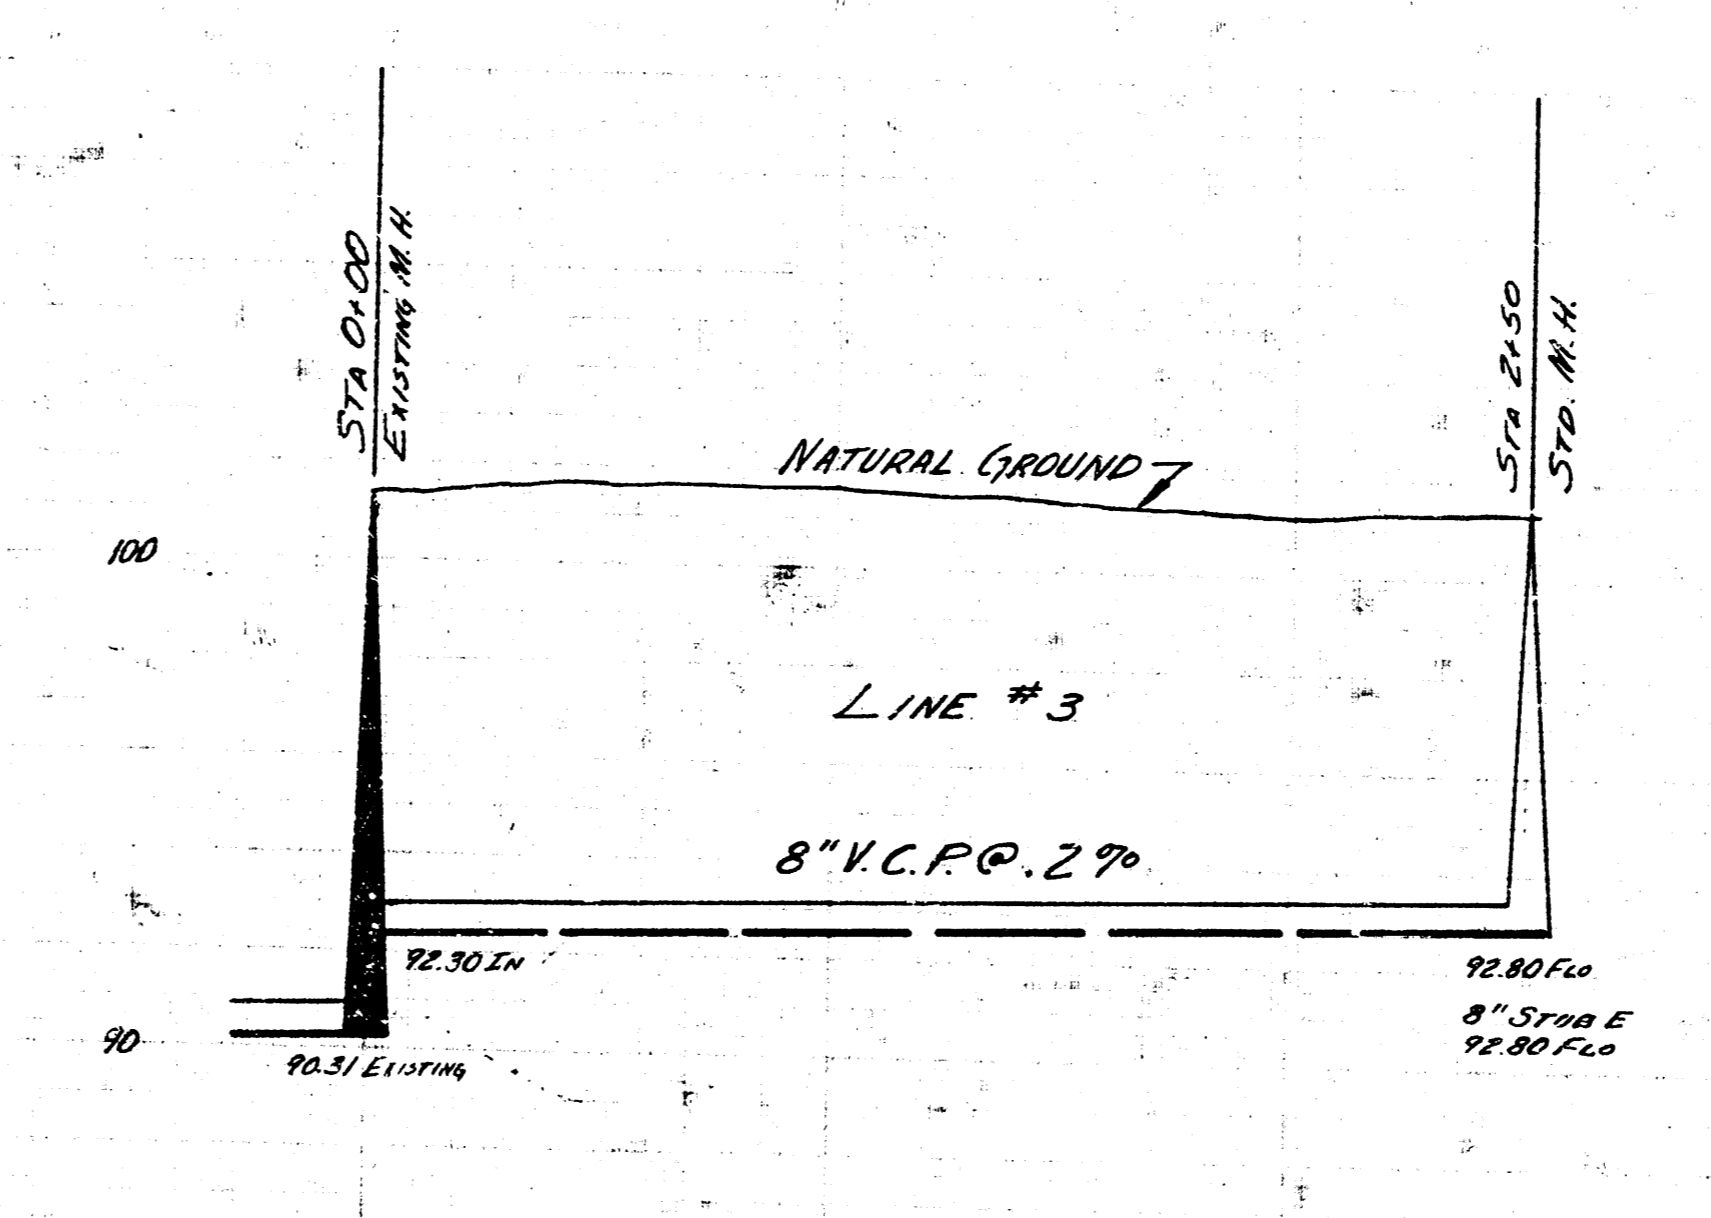 STA 0+00
EXISTING M.H.
STA 2+50
STD. M.H.
NATURAL GROUND
100
LINE #3
8" V.C.P. @ .2 %
92.30 IN
92.80 FLO
8" STUB E
92.80 FLO
90
90.31 EXISTING